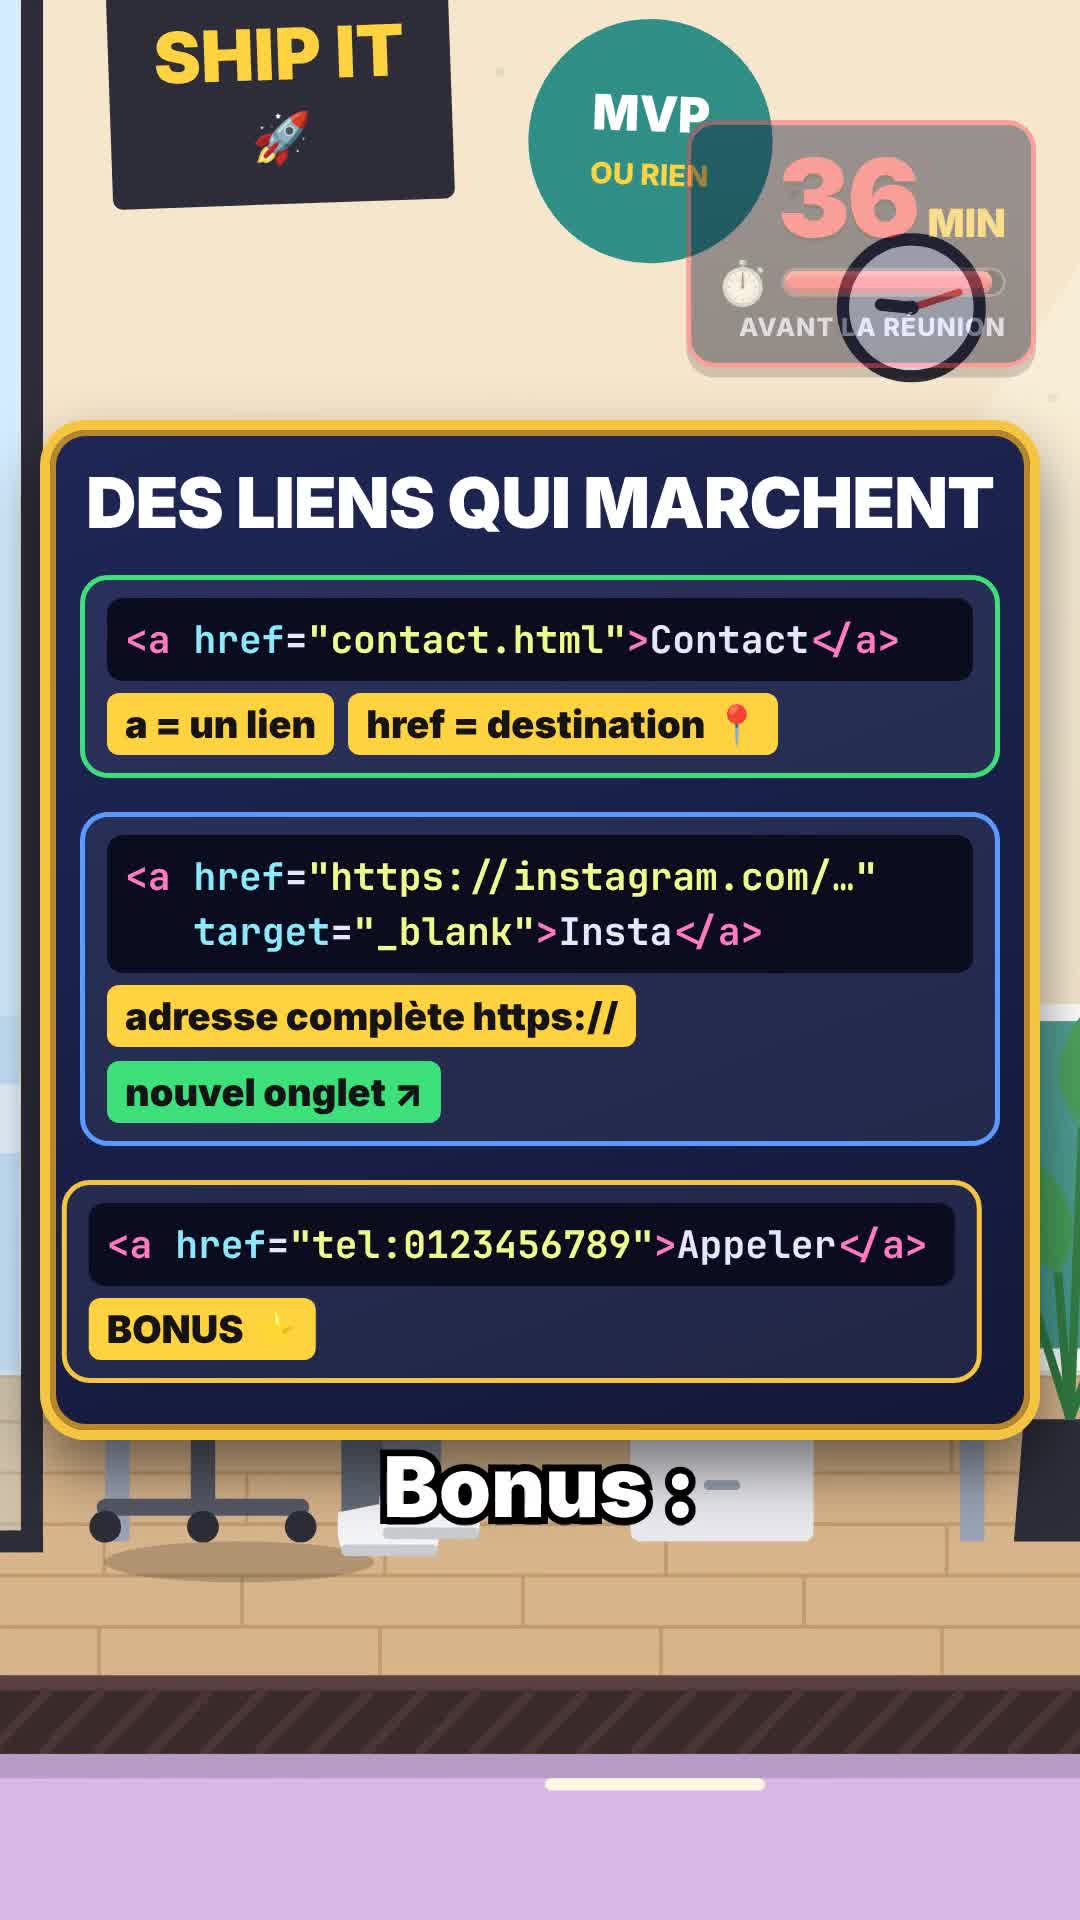 SHIP IT
MVP
OU RIEN
36 MIN
AVANT LA RÉUNION
DES LIENS QUI MARCHENT
<a href="contact.html">Contact</a>
a = un lien
href = destination
<a href="https://instagram.com/…"
target="_blank">Insta</a>
adresse complète https://
nouvel onglet ↗
<a href="tel:0123456789">Appeler</a>
BONUS
Bonus :